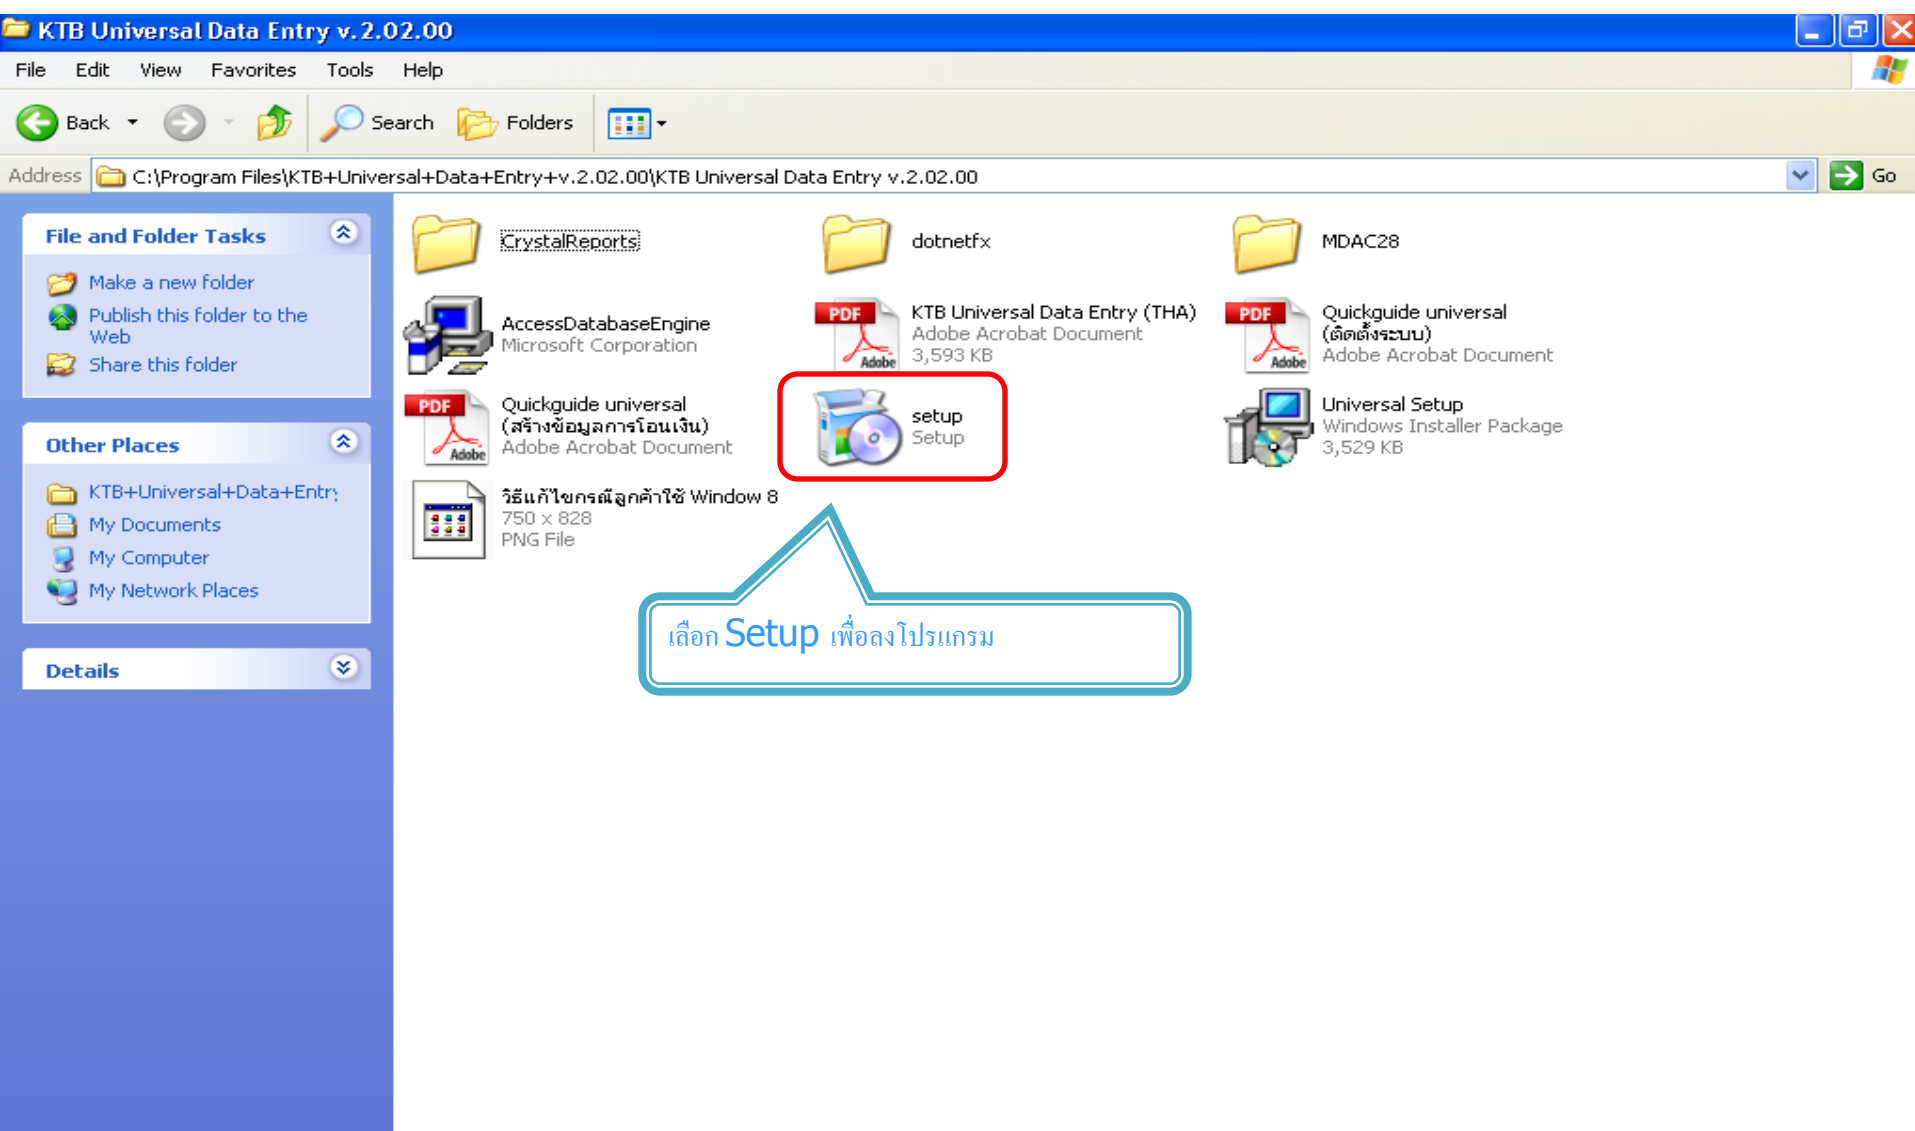 KTB Universal Data Entry v.2.02.00
File Edit View Favorites Tools Help
Back Search Folders
Address C:\Program Files\KTB+Universal+Data+Entry+v.2.02.00\KTB Universal Data Entry v.2.02.00 Go
File and Folder Tasks
Make a new folder
Publish this folder to the
Web
Share this folder
Other Places
KTB+Universal+Data+Entry
My Documents
My Computer
My Network Places
Details
CrystalReports
dotnetfx
MDAC28
AccessDatabaseEngine
Microsoft Corporation
PDF
Adobe
KTB Universal Data Entry (THA)
Adobe Acrobat Document
3,593 KB
PDF
Adobe
Quickguide universal
(ติดตั้งระบบ)
Adobe Acrobat Document
PDF
Adobe
Quickguide universal
(สร้างข้อมูลการโอนเงิน)
Adobe Acrobat Document
setup
Setup
Universal Setup
Windows Installer Package
3,529 KB
วิธีแก้ไขกรณีลูกค้าใช้ Window 8
750 x 828
PNG File
เลือก Setup เพื่อลงโปรแกรม